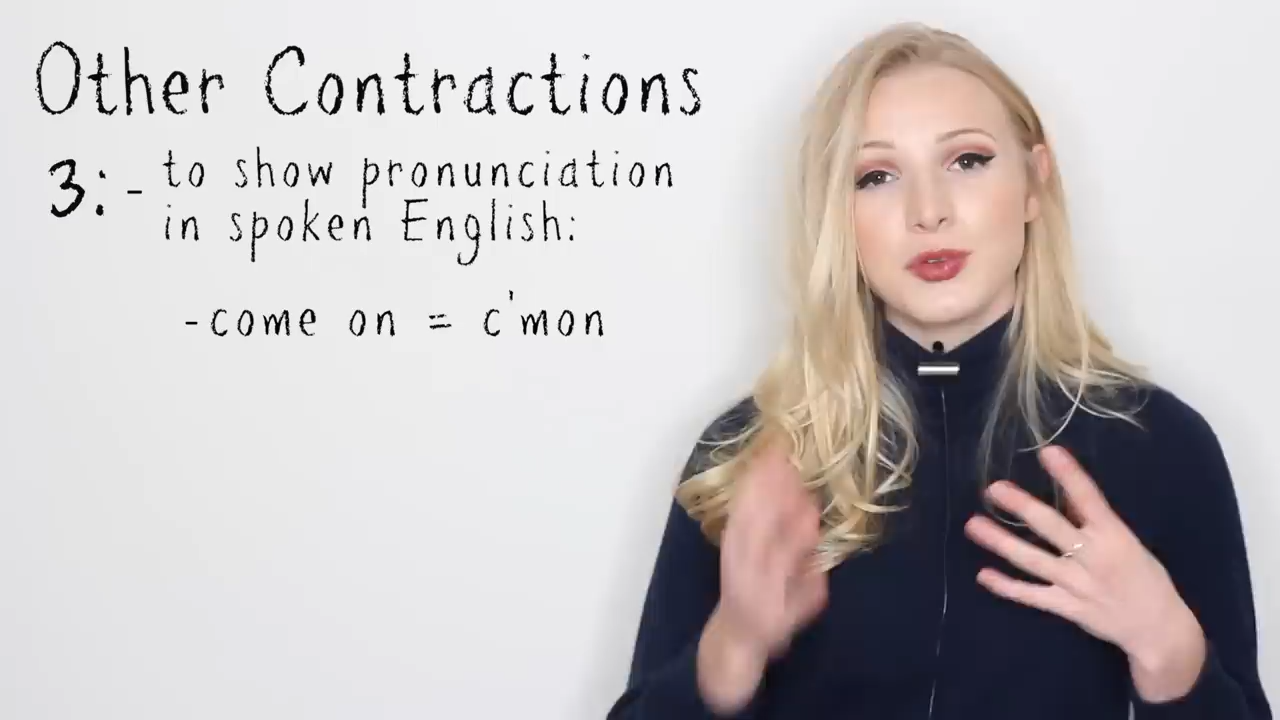 Other Contractions
3: - to show pronunciation
in spoken English:
- come on = c'mon